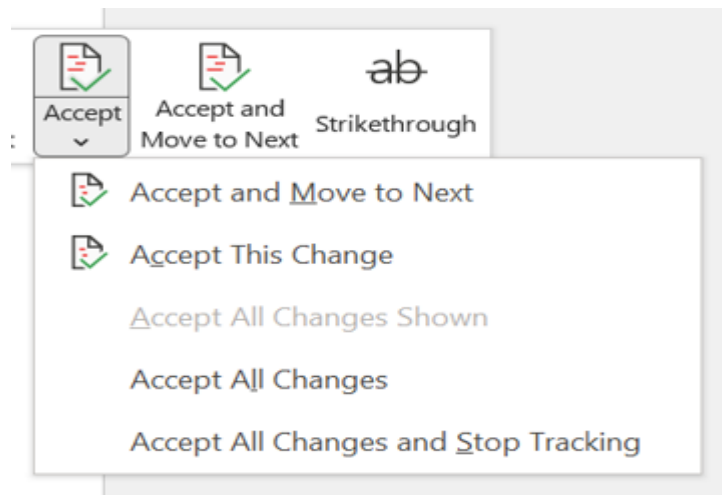 ab
Accept
Accept and
Move to Next
Strikethrough
Accept and Move to Next
Accept This Change
Accept All Changes Shown
Accept All Changes
Accept All Changes and Stop Tracking